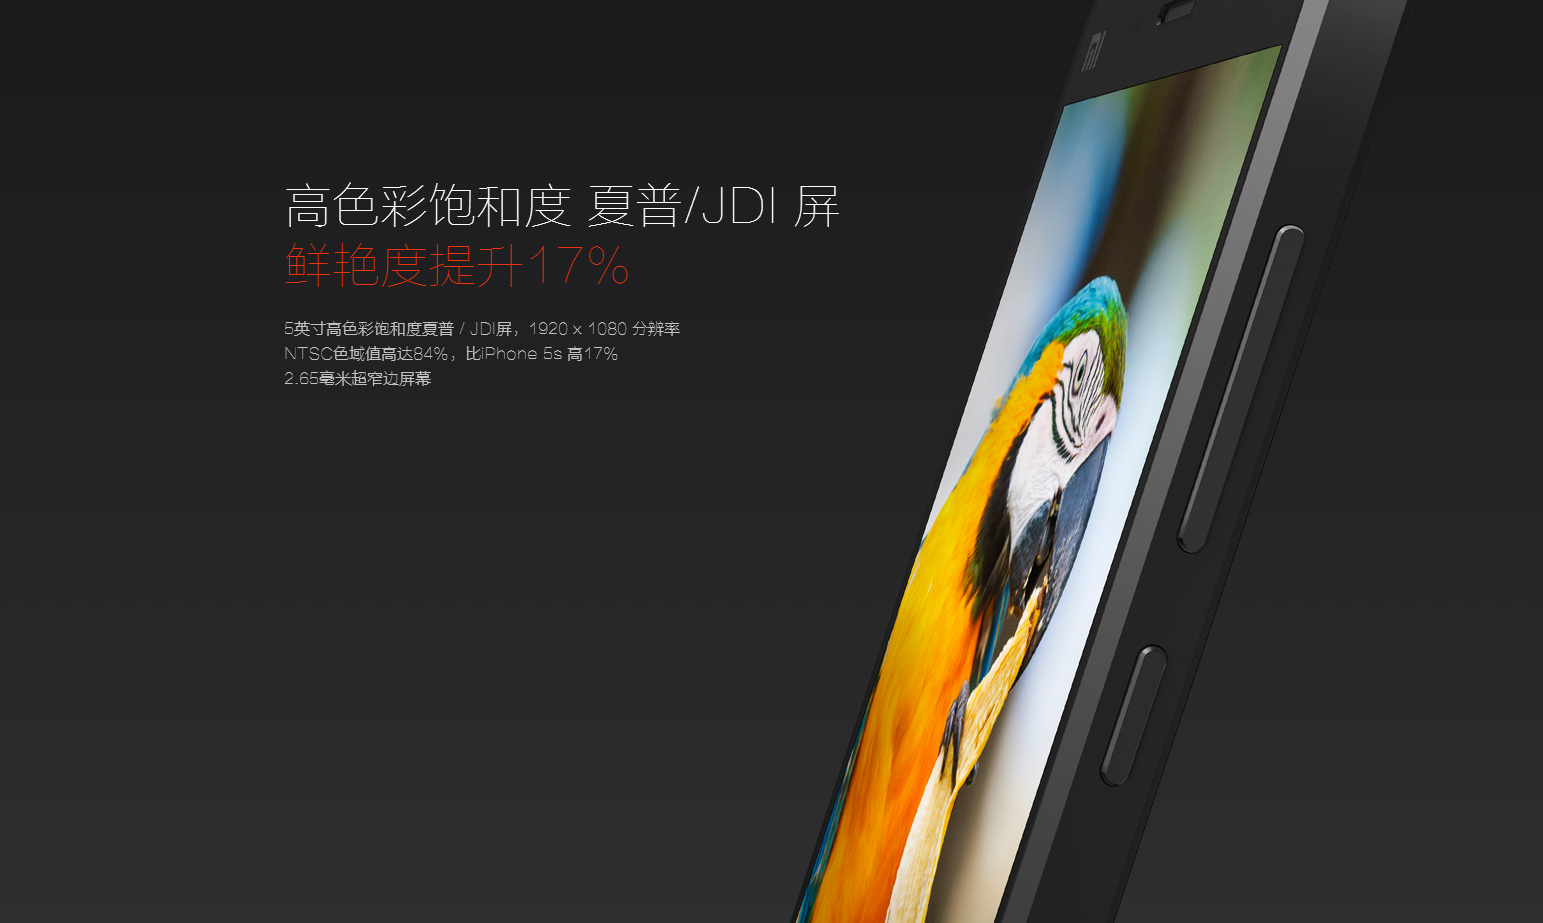 高色彩饱和度 夏普/JDI 屏
鲜艳度提升17%
5英寸高色彩饱和度夏普 / JDI屏，1920 x 1080 分辨率
NTSC色域值高达84%，比iPhone 5s 高17%
2.65毫米超窄边屏幕
MI